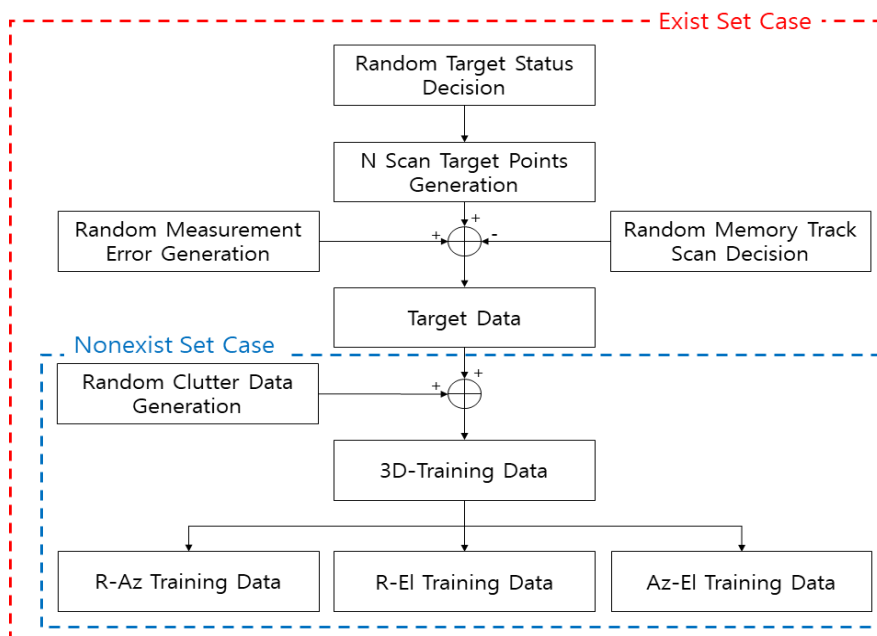 Exist Set Case
Random Target Status
Decision
N Scan Target Points
Generation
+
Random Measurement
Error Generation
+
-
Random Memory Track
Scan Decision
Target Data
Nonexist Set Case
Random Clutter Data
Generation
+
+
3D-Training Data
R-Az Training Data
R-El Training Data
Az-El Training Data